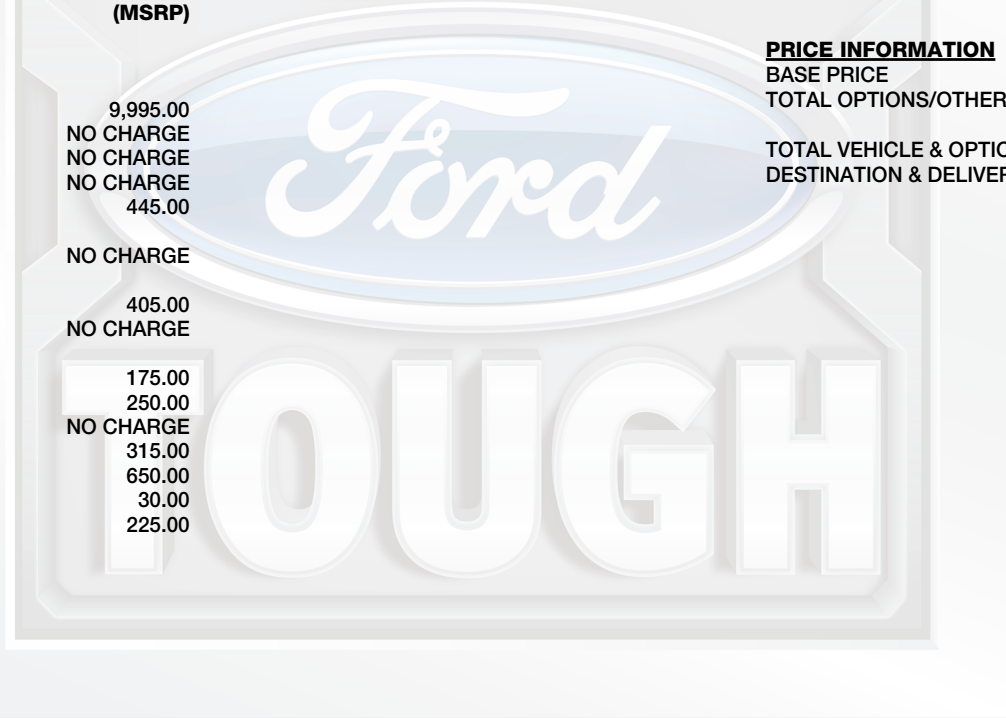 (MSRP)
9,995.00
NO CHARGE
NO CHARGE
NO CHARGE
445.00
NO CHARGE
405.00
NO CHARGE
175.00
250.00
NO CHARGE
315.00
650.00
30.00
225.00
PRICE INFORMATION
BASE PRICE
TOTAL OPTIONS/OTHER
TOTAL VEHICLE & OPTIO
DESTINATION & DELIVER
Ford
TOUGH